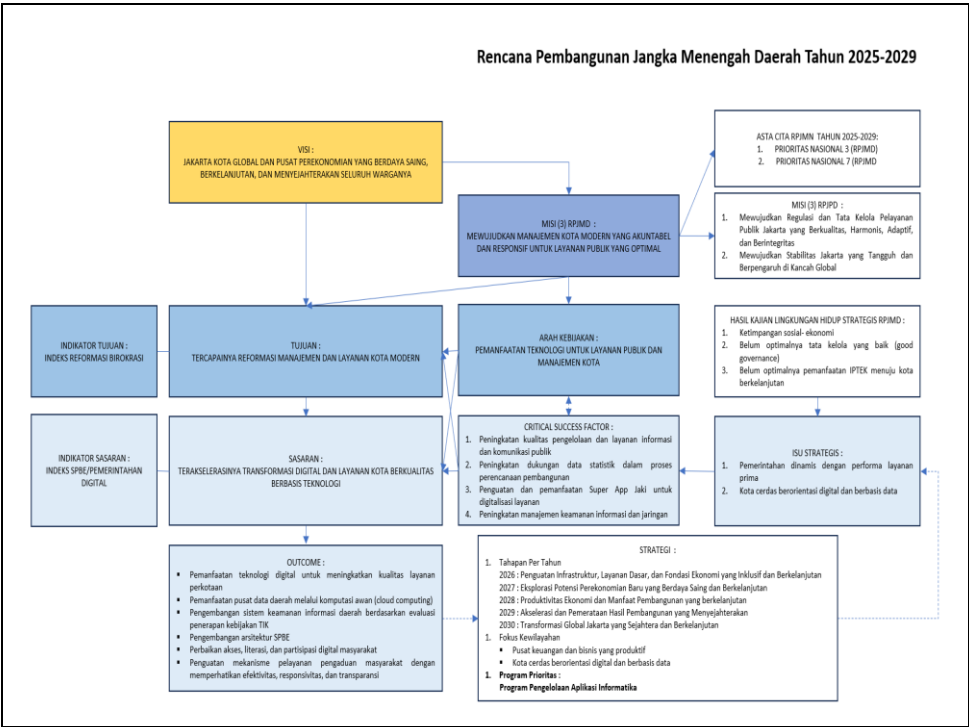 Rencana Pembangunan Jangka Menengah Daerah Tahun 2025-2029
VISI :
JAKARTA KOTA GLOBAL DAN PUSAT PEREKONOMIAN YANG BERDAYA SAING,
BERKELANJUTAN, DAN MENYEJAHTERAKAN SELURUH WARGANYA
ASTA CITA RPJMN TAHUN 2025-2029:
1. PRIORITAS NASIONAL 3 (RPJMD)
2. PRIORITAS NASIONAL 7 (RPJMD
MISI (3) RPJMD :
MEWUJUDKAN MANAJEMEN KOTA MODERN YANG AKUNTABEL
DAN RESPONSIF UNTUK LAYANAN PUBLIK YANG OPTIMAL
MISI (3) RPJPD :
1. Mewujudkan Regulasi dan Tata Kelola Pelayanan
Publik Jakarta yang Berkualitas, Harmonis, Adaptif,
dan Berintegritas
2. Mewujudkan Stabilitas Jakarta yang Tangguh dan
Berpengaruh di Kancah Global
INDIKATOR TUJUAN :
INDEKS REFORMASI BIROKRASI
TUJUAN :
TERCAPAINYA REFORMASI MANAJEMEN DAN LAYANAN KOTA MODERN
ARAH KEBIJAKAN :
PEMANFAATAN TEKNOLOGI UNTUK LAYANAN PUBLIK DAN
MANAJEMEN KOTA
HASIL KAJIAN LINGKUNGAN HIDUP STRATEGIS RPJMD :
1. Ketimpangan sosial- ekonomi
2. Belum optimalnya tata kelola yang baik (good
governance)
3. Belum optimalnya pemanfaatan IPTEK menuju kota
berkelanjutan
INDIKATOR SASARAN :
INDEKS SPBE/PEMERINTAHAN
DIGITAL
SASARAN :
TERAKSELERASINYA TRANSFORMASI DIGITAL DAN LAYANAN KOTA BERKUALITAS
BERBASIS TEKNOLOGI
CRITICAL SUCCESS FACTOR :
1. Peningkatan kualitas pengelolaan dan layanan informasi
dan komunikasi publik
2. Peningkatan dukungan data statistik dalam proses
perencanaan pembangunan
3. Penguatan dan pemanfaatan Super App Jaki untuk
digitalisasi layanan
4. Peningkatan manajemen keamanan informasi dan jaringan
ISU STRATEGIS :
1. Pemerintahan dinamis dengan performa layanan
prima
2. Kota cerdas berorientasi digital dan berbasis data
OUTCOME :
▪ Pemanfaatan teknologi digital untuk meningkatkan kualitas layanan
perkotaan
▪ Pemanfaatan pusat data daerah melalui komputasi awan (cloud computing)
▪ Pengembangan sistem keamanan informasi daerah berdasarkan evaluasi
penerapan kebijakan TIK
▪ Pengembangan arsitektur SPBE
▪ Perbaikan akses, literasi, dan partisipasi digital masyarakat
▪ Penguatan mekanisme pelayanan pengaduan masyarakat dengan
memperhatikan efektivitas, responsivitas, dan transparansi
STRATEGI :
1. Tahapan Per Tahun
2026 : Penguatan Infrastruktur, Layanan Dasar, dan Fondasi Ekonomi yang Inklusif dan Berkelanjutan
2027 : Eksplorasi Potensi Perekonomian Baru yang Berdaya Saing dan Berkelanjutan
2028 : Produktivitas Ekonomi dan Manfaat Pembangunan yang berkelanjutan
2029 : Akselerasi dan Pemerataan Hasil Pembangunan yang Menyejahterakan
2030 : Transformasi Global Jakarta yang Sejahtera dan Berkelanjutan
1. Fokus Kewilayahan
▪ Pusat keuangan dan bisnis yang produktif
▪ Kota cerdas berorientasi digital dan berbasis data
1. Program Prioritas :
Program Pengelolaan Aplikasi Informatika